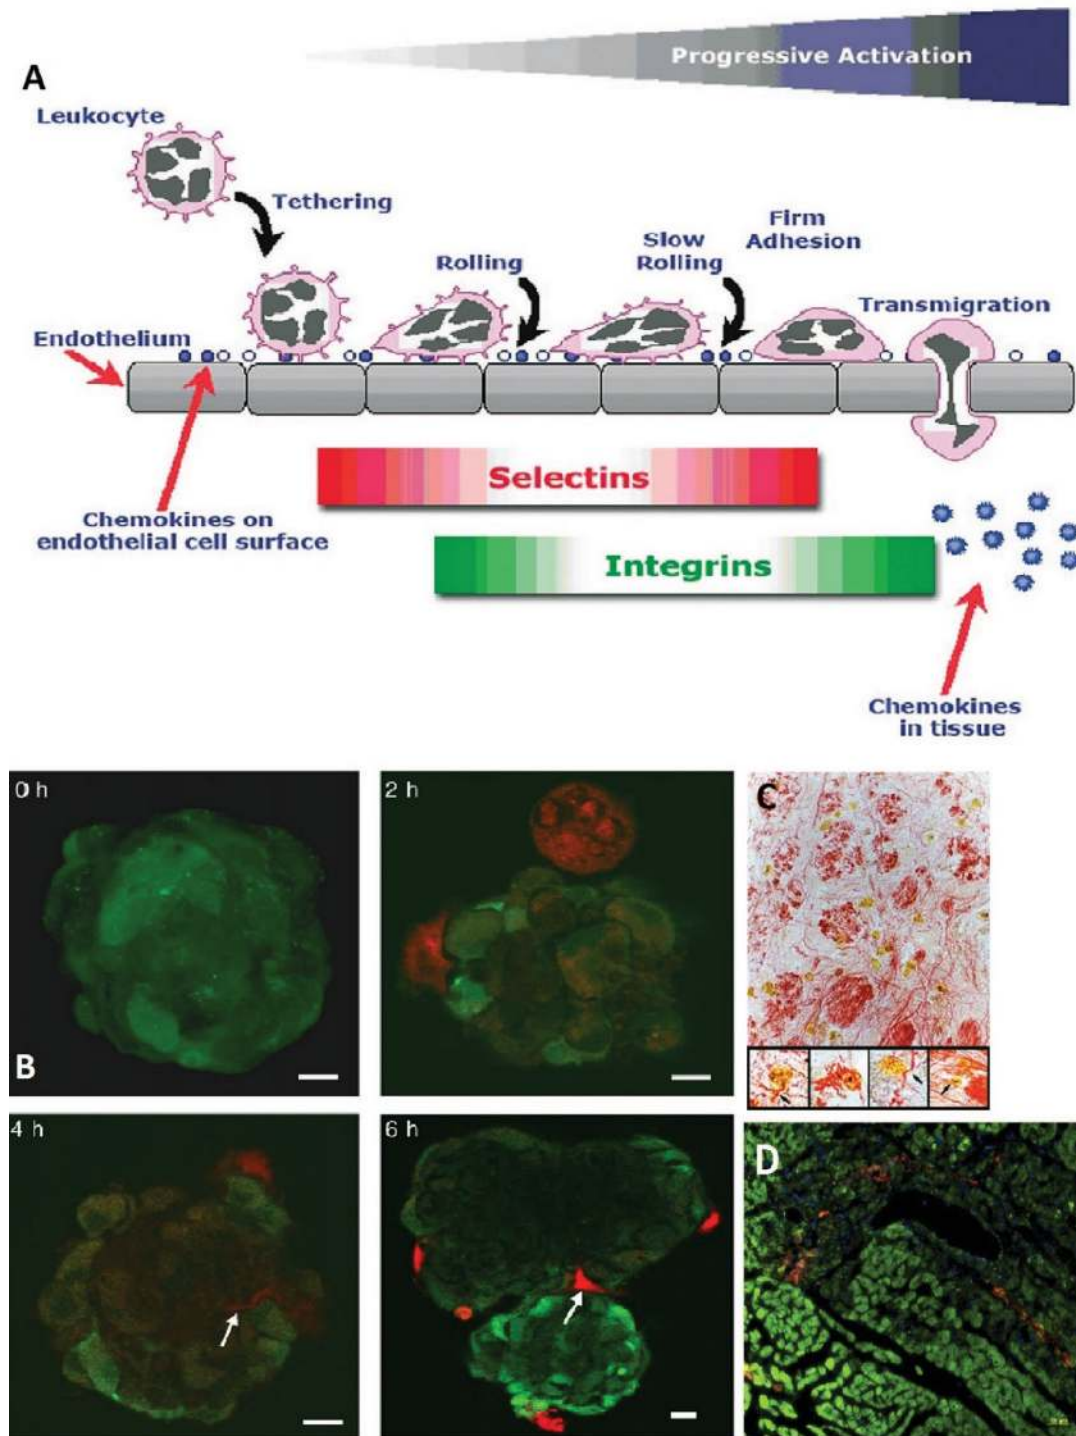 Progressive Activation
A
Leukocyte
Tethering
Rolling
Slow
Rolling
Firm
Adhesion
Transmigration
Endothelium
Selectins
Chemokines on
endothelial cell surface
Integrins
Chemokines
in tissue
0 h
2 h
C
B
4 h
6 h
D